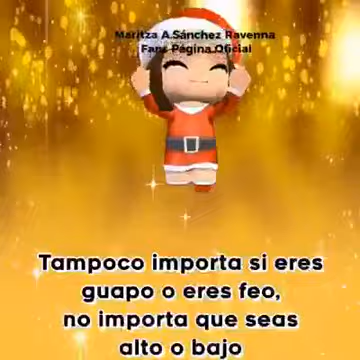 Maritza A.Sánchez Ravenna
Fans Página Oficial
Tampoco importa si eres
guapo o eres feo,
no importa que seas
alto o bajo